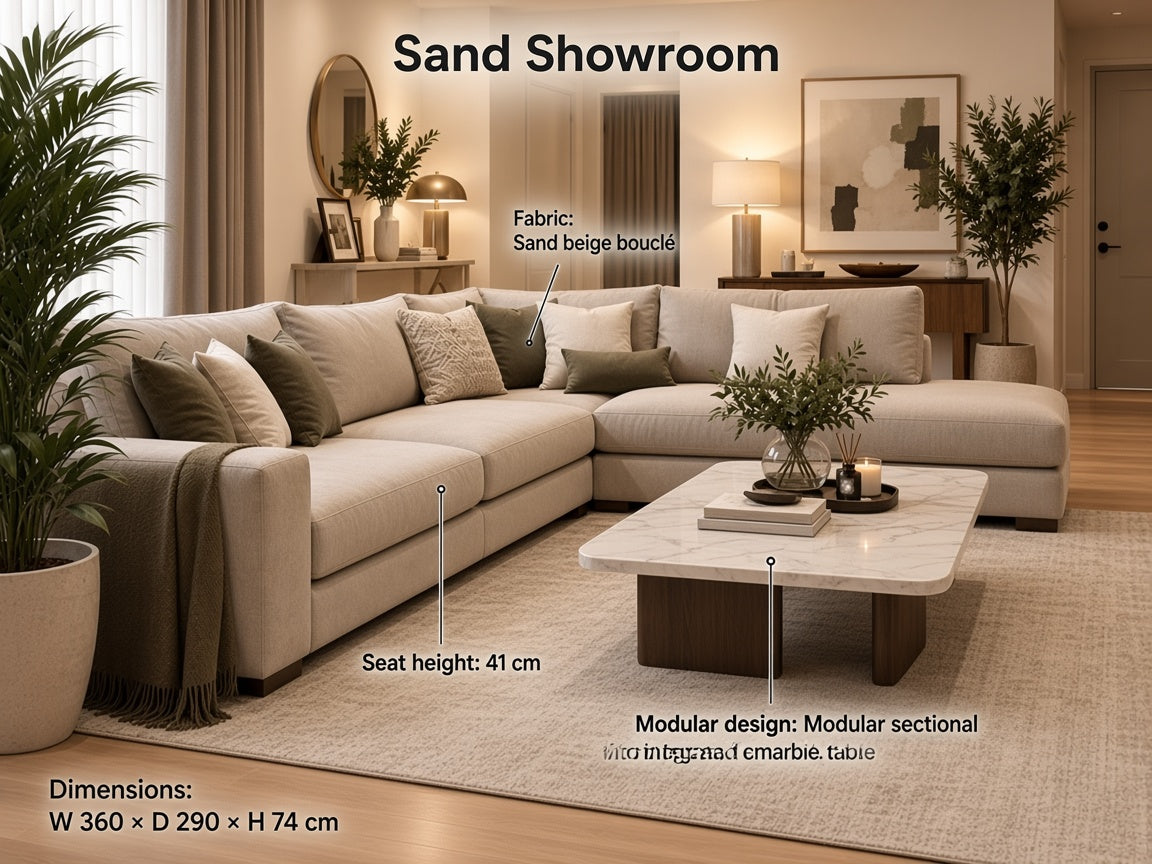 Sand Showroom
Fabric:
Sand beige bouclé
Seat height: 41 cm
Modular design: Modular sectional
table
Dimensions:
W 360 × D 290 × H 74 cm